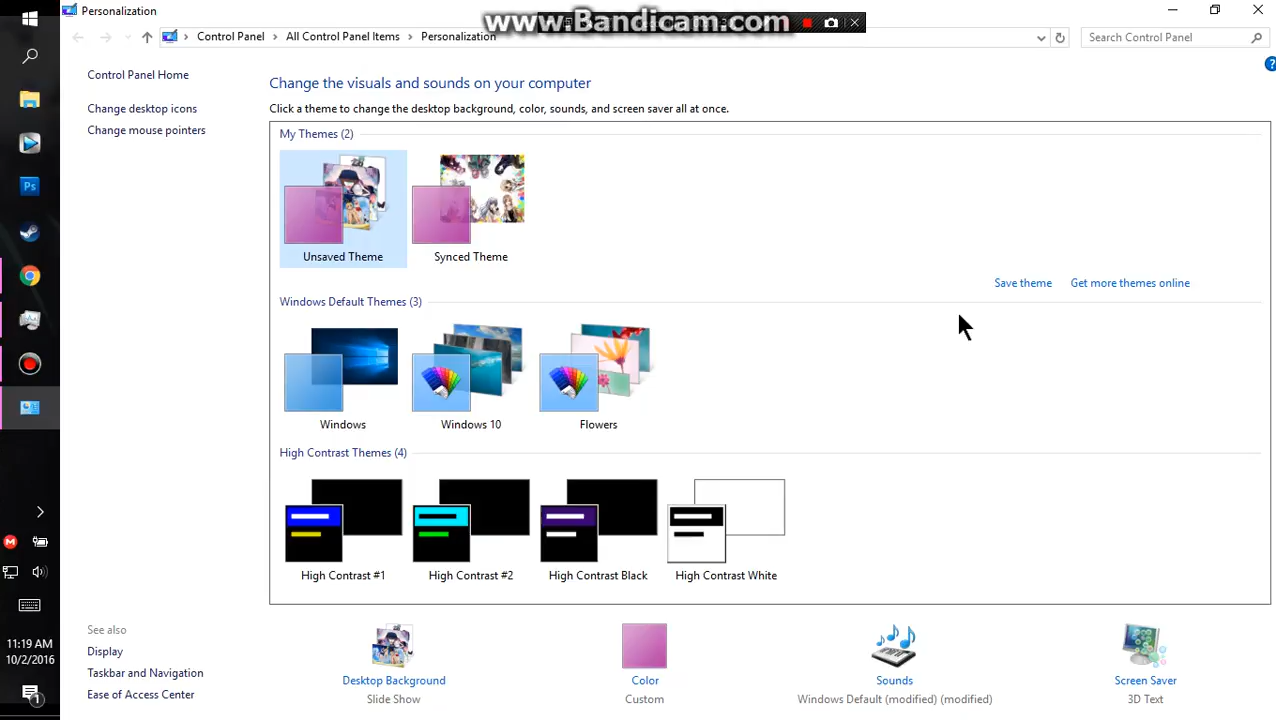 Personalization
www.Bandicam.com
Control Panel
All Control Panel Items
Personalization
Search Control Panel
Control Panel Home
Change desktop icons
Change mouse pointers
Change the visuals and sounds on your computer
Click a theme to change the desktop background, color, sounds, and screen saver all at once.
My Themes (2)
Unsaved Theme
Synced Theme
Save theme
Get more themes online
Windows Default Themes (3)
Windows
Windows 10
Flowers
High Contrast Themes (4)
High Contrast #1
High Contrast #2
High Contrast Black
High Contrast White
See also
Display
Taskbar and Navigation
Ease of Access Center
Desktop Background
Slide Show
Color
Custom
Sounds
Windows Default (modified) (modified)
Screen Saver
3D Text
Ps
M
11:19 AM
10/2/2016
1
?